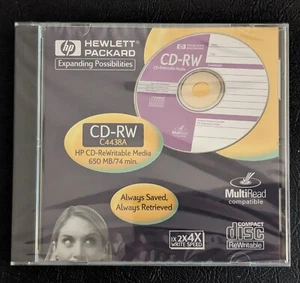 hp
HEWLETT
PACKARD
Expanding Possibilities
CD-RW
CD-RW
C4438A
HP CD-ReWritable Media
650 MB/74 min.
MultiRead
compatible
Always Saved,
Always Retrieved
1X 2X 4X
WRITE SPEED
COMPACT
disc
ReWritable